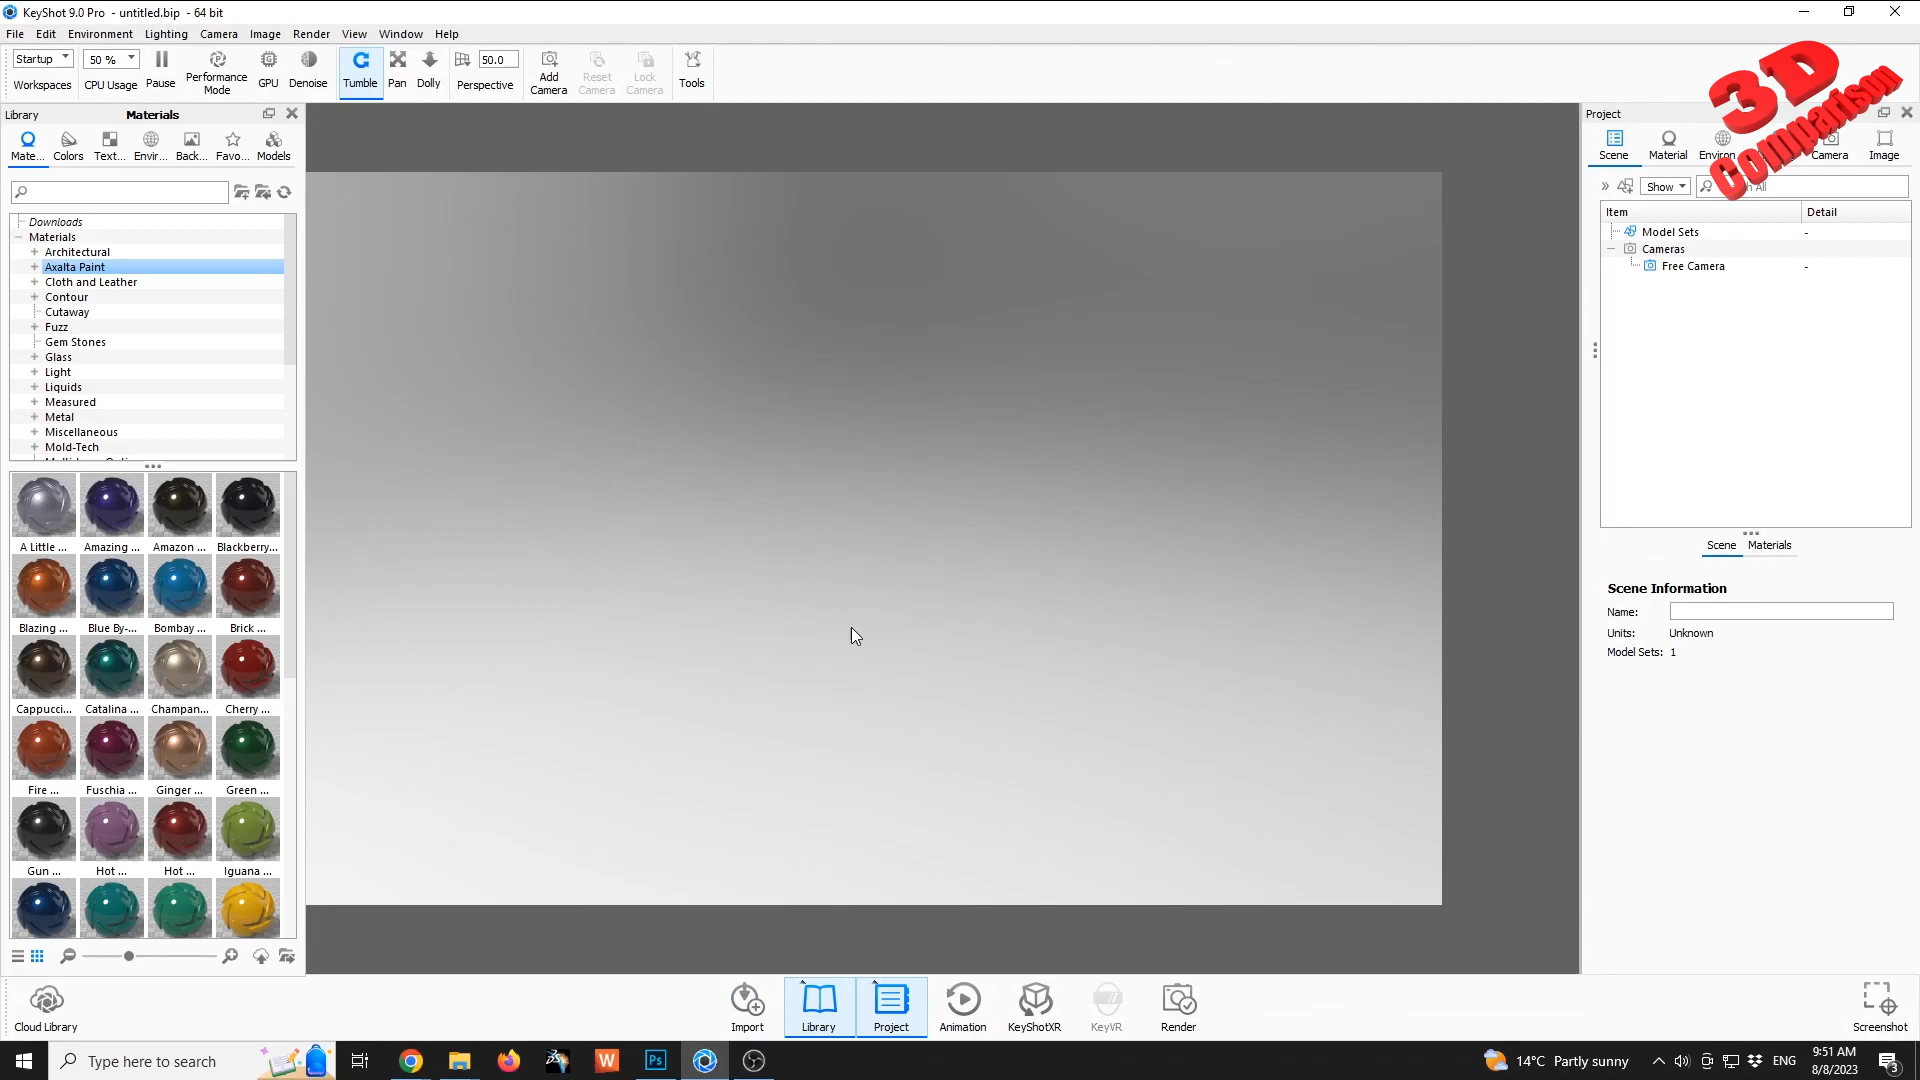 KeyShot 9.0 Pro - untitled.bip - 64 bit
File Edit Environment Lighting Camera Image Render View Window Help
Startup 50 % 50.0
Workspaces CPU Usage Pause Performance Mode GPU Denoise Tumble Pan Dolly Perspective Add Camera Reset Camera Lock Camera Tools
3D
Comparison
Library Materials
Mate... Colors Text... Envir... Back... Favo... Models
Downloads
Materials
Architectural
Axalta Paint
Cloth and Leather
Contour
Cutaway
Fuzz
Gem Stones
Glass
Light
Liquids
Measured
Metal
Miscellaneous
Mold-Tech
A Little ... Amazing ... Amazon ... Blackberry...
Blazing ... Blue By-... Bombay ... Brick ...
Cappucci... Catalina ... Champan... Cherry ...
Fire ... Fuschia ... Ginger ... Green ...
Gun ... Hot ... Hot ... Iguana ...
Project
Scene Material Environ Camera Image
Show All
Item Detail
Model Sets -
Cameras
Free Camera -
Scene Materials
Scene Information
Name:
Units: Unknown
Model Sets: 1
Cloud Library Import Library Project Animation KeyShotXR KeyVR Render Screenshot
Type here to search
W
Ps
14°C Partly sunny ENG 9:51 AM
8/8/2023
3